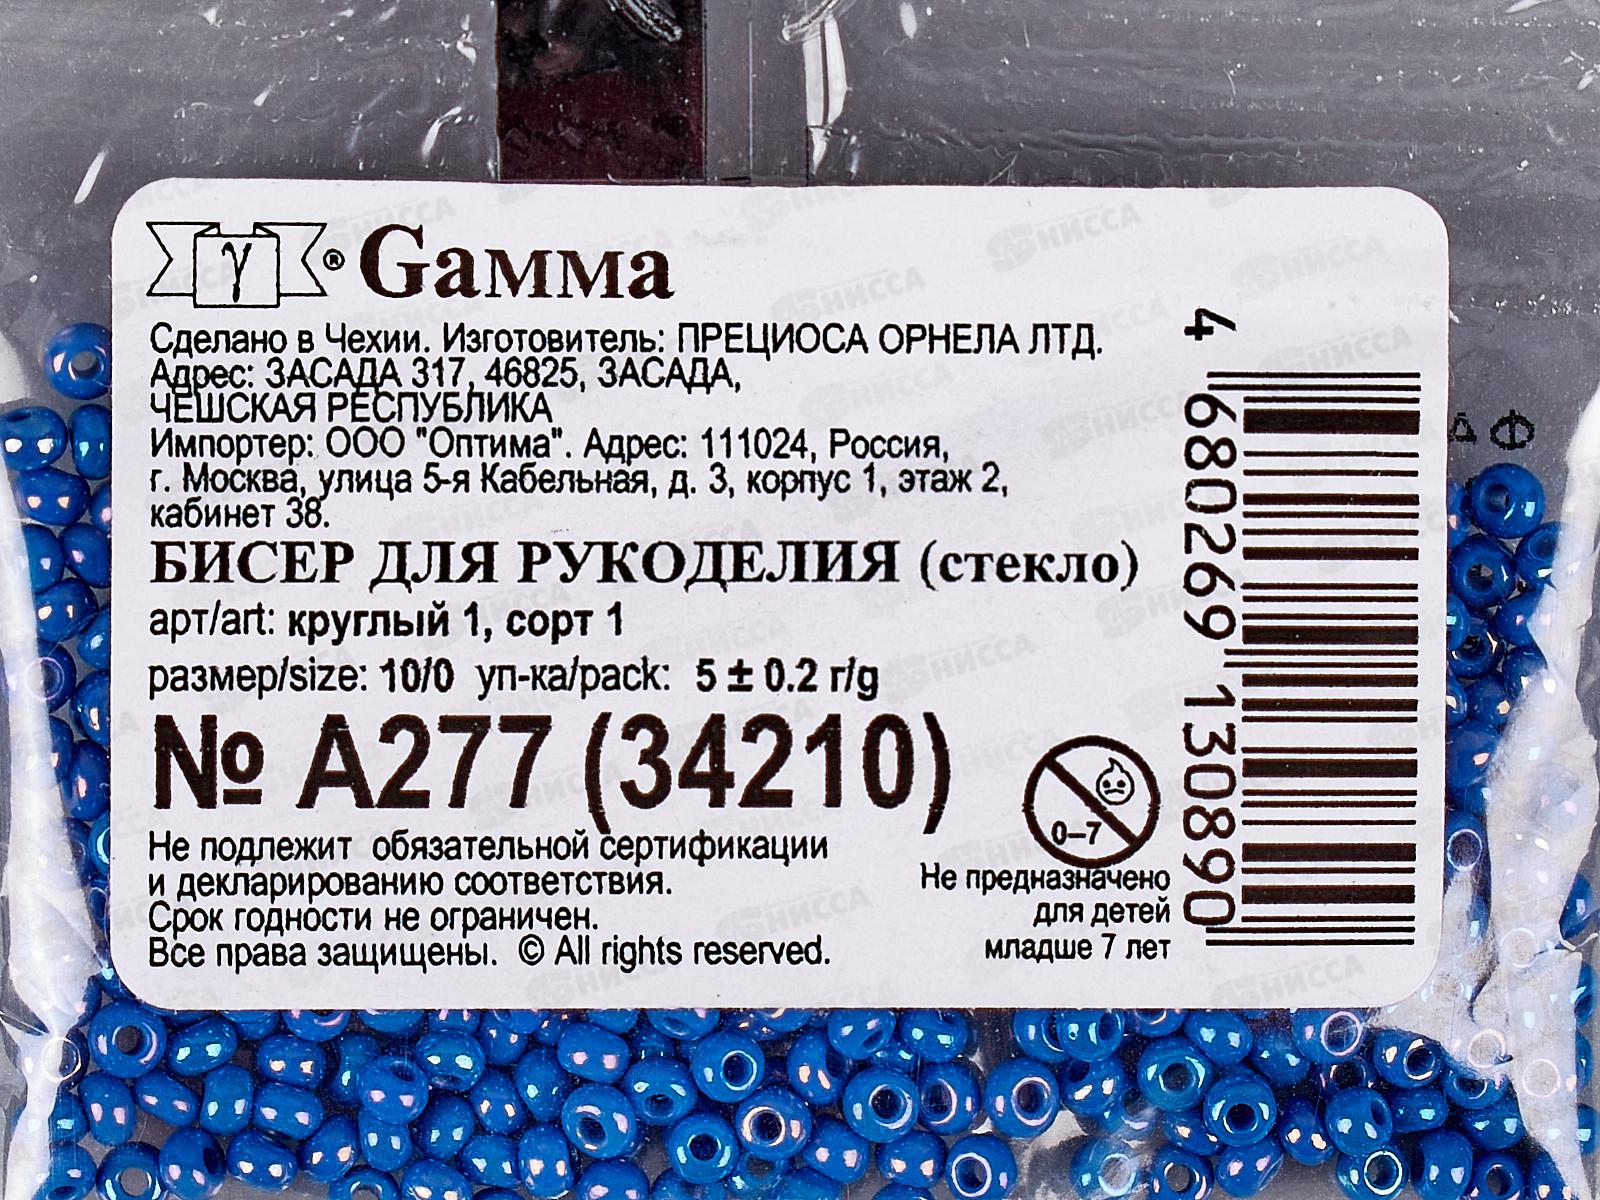 γ ® Gамма
Сделано в Чехии. Изготовитель: ПРЕЦИОСА ОРНЕЛА ЛТД.
Адрес: ЗАСАДА 317, 46825, ЗАСАДА,
ЧЕШСКАЯ РЕСПУБЛИКА
Импортер: ООО "Оптима". Адрес: 111024, Россия,
г. Москва, улица 5-я Кабельная, д. 3, корпус 1, этаж 2,
кабинет 38.
БИСЕР ДЛЯ РУКОДЕЛИЯ (стекло)
арт/art: круглый 1, сорт 1
размер/size: 10/0 уп-ка/pack: 5 ± 0.2 г/g
№ А277 (34210)
Не подлежит обязательной сертификации
и декларированию соответствия.
Срок годности не ограничен.
Все права защищены. © All rights reserved.
0–7
Не предназначено
для детей
младше 7 лет
4 680269 130890
НИССА